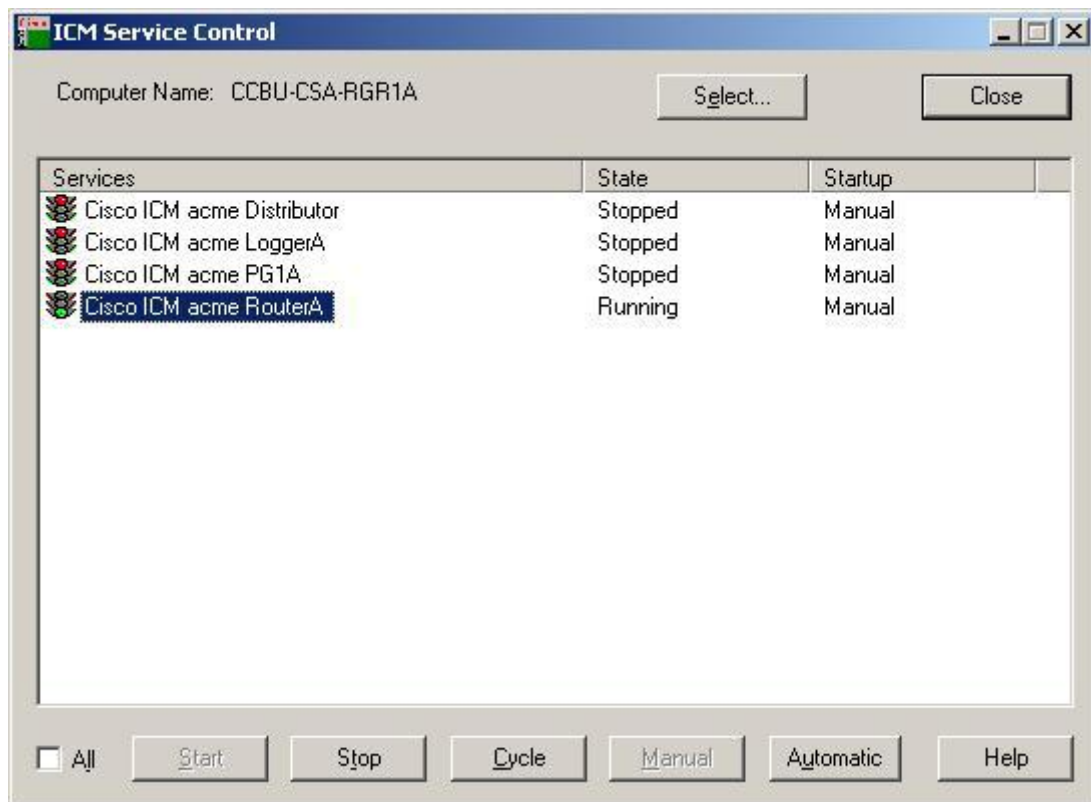 ICM Service Control
Computer Name: CCBU-CSA-RGR1A Select... Close
Services State Startup
Cisco ICM acme Distributor Stopped Manual
Cisco ICM acme LoggerA Stopped Manual
Cisco ICM acme PG1A Stopped Manual
Cisco ICM acme RouterA Running Manual
All Start Stop Cycle Manual Automatic Help